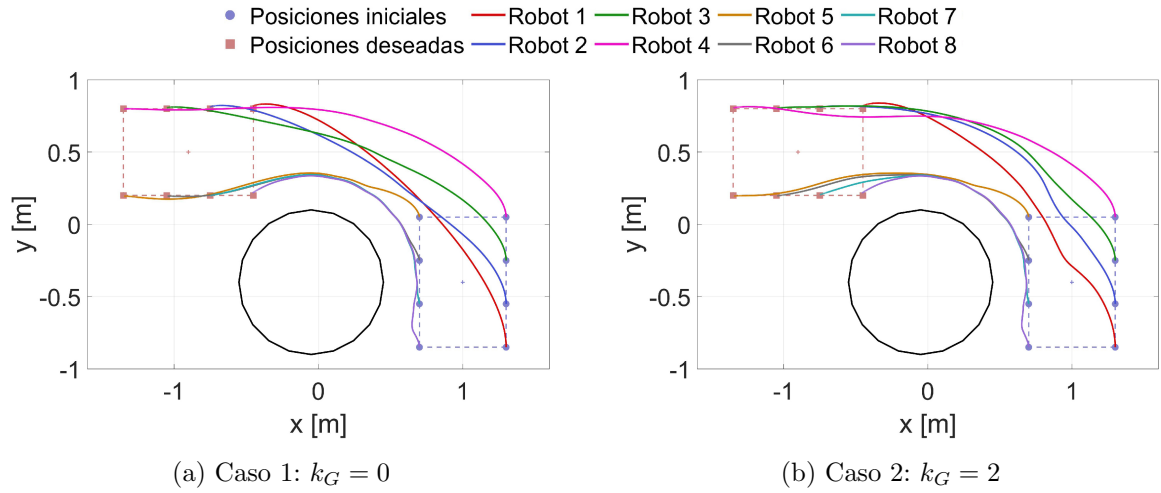 Posiciones iniciales Robot 1 Robot 3 Robot 5 Robot 7
Posiciones deseadas Robot 2 Robot 4 Robot 6 Robot 8
1
0.5
0
-0.5
-1
y [m]
-1 0 1
x [m]
(a) Caso 1: k_G = 0
1
0.5
0
-0.5
-1
y [m]
-1 0 1
x [m]
(b) Caso 2: k_G = 2